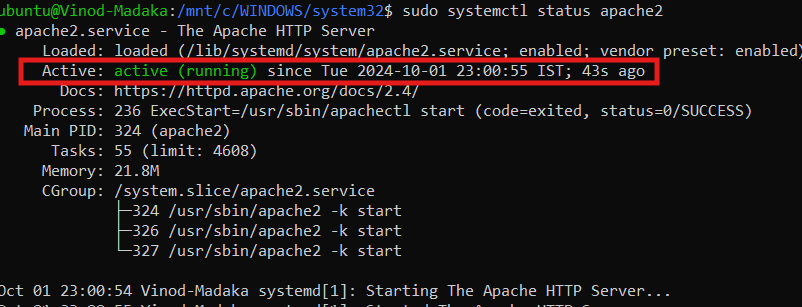 ubuntu@Vinod-Madaka:/mnt/c/WINDOWS/system32$ sudo systemctl status apache2
● apache2.service - The Apache HTTP Server
Loaded: loaded (/lib/systemd/system/apache2.service; enabled; vendor preset: enabled)
Active: active (running) since Tue 2024-10-01 23:00:55 IST; 43s ago
Docs: https://httpd.apache.org/docs/2.4/
Process: 236 ExecStart=/usr/sbin/apachectl start (code=exited, status=0/SUCCESS)
Main PID: 324 (apache2)
Tasks: 55 (limit: 4608)
Memory: 21.8M
CGroup: /system.slice/apache2.service
├─324 /usr/sbin/apache2 -k start
├─326 /usr/sbin/apache2 -k start
└─327 /usr/sbin/apache2 -k start
Oct 01 23:00:54 Vinod-Madaka systemd[1]: Starting The Apache HTTP Server...